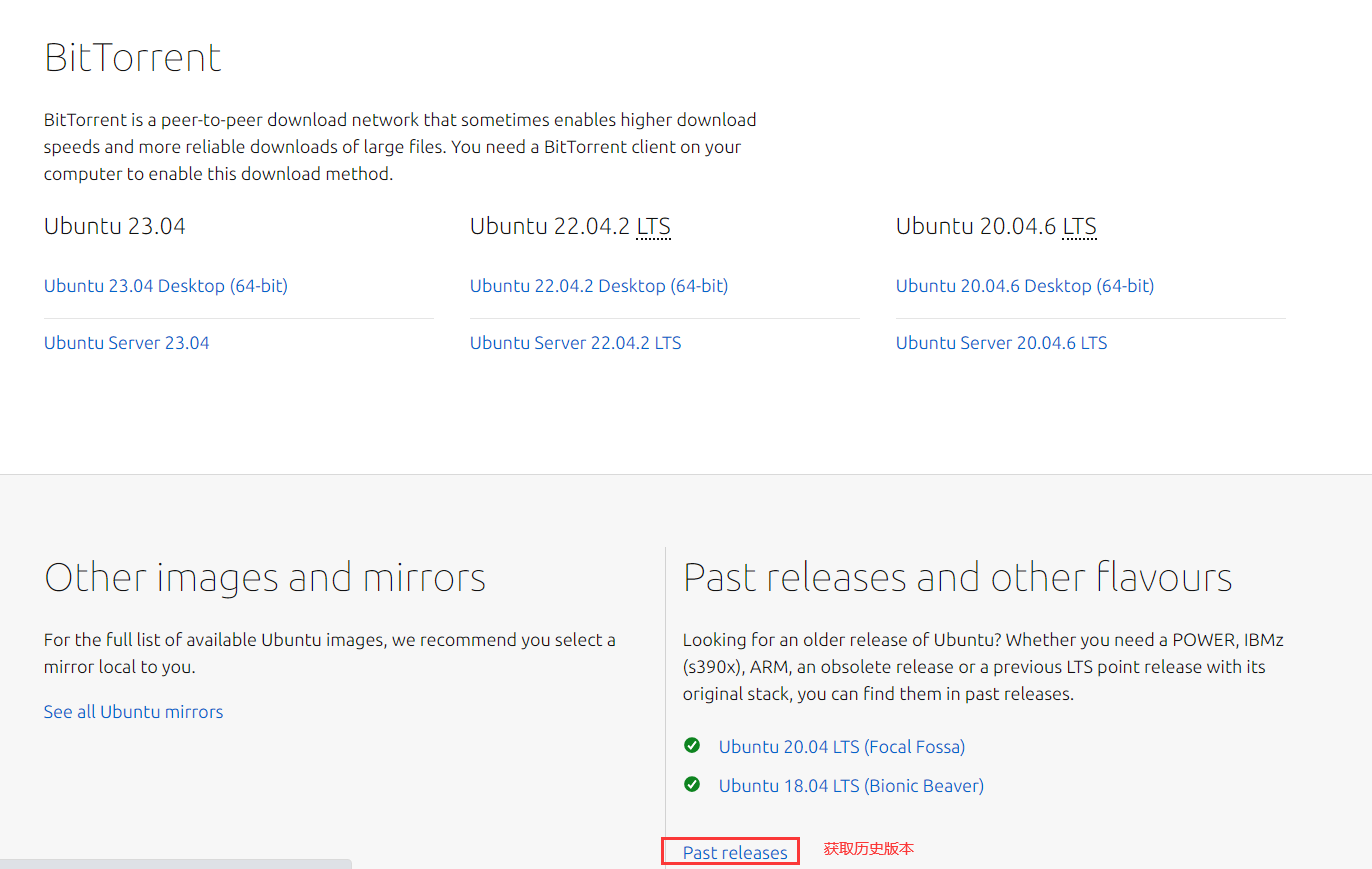 BitTorrent
BitTorrent is a peer-to-peer download network that sometimes enables higher download
speeds and more reliable downloads of large files. You need a BitTorrent client on your
computer to enable this download method.
Ubuntu 23.04
Ubuntu 23.04 Desktop (64-bit)
Ubuntu Server 23.04
Ubuntu 22.04.2 LTS
Ubuntu 22.04.2 Desktop (64-bit)
Ubuntu Server 22.04.2 LTS
Ubuntu 20.04.6 LTS
Ubuntu 20.04.6 Desktop (64-bit)
Ubuntu Server 20.04.6 LTS
Other images and mirrors
For the full list of available Ubuntu images, we recommend you select a
mirror local to you.
See all Ubuntu mirrors
Past releases and other flavours
Looking for an older release of Ubuntu? Whether you need a POWER, IBMz
(s390x), ARM, an obsolete release or a previous LTS point release with its
original stack, you can find them in past releases.
Ubuntu 20.04 LTS (Focal Fossa)
Ubuntu 18.04 LTS (Bionic Beaver)
Past releases
获取历史版本